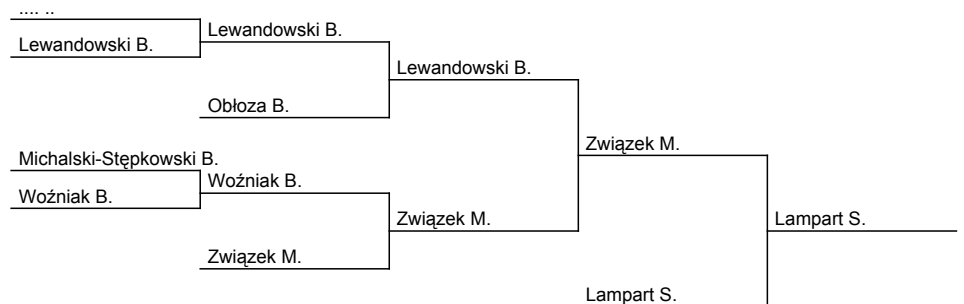 Lewandowski B.
Lewandowski B.
Lewandowski B.
Obłoza B.
Związek M.
Michalski-Stępkowski B.
Woźniak B.
Woźniak B.
Związek M.
Lampart S.
Związek M.
Lampart S.